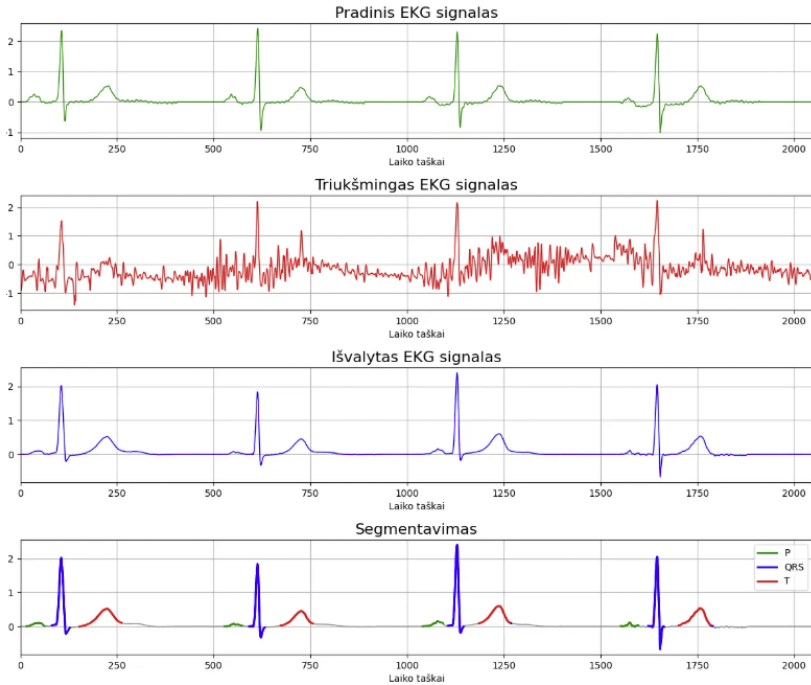 Pradinis EKG signalas
2
1
0
-1
0 250 500 750 1000 1250 1500 1750 2000
Laiko taškai
Triukšmingas EKG signalas
2
1
0
-1
0 250 500 750 1000 1250 1500 1750 2000
Laiko taškai
Išvalytas EKG signalas
2
1
0
0 250 500 750 1000 1250 1500 1750 2000
Laiko taškai
Segmentavimas
P
QRS
T
2
1
0
0 250 500 750 1000 1250 1500 1750 2000
Laiko taškai